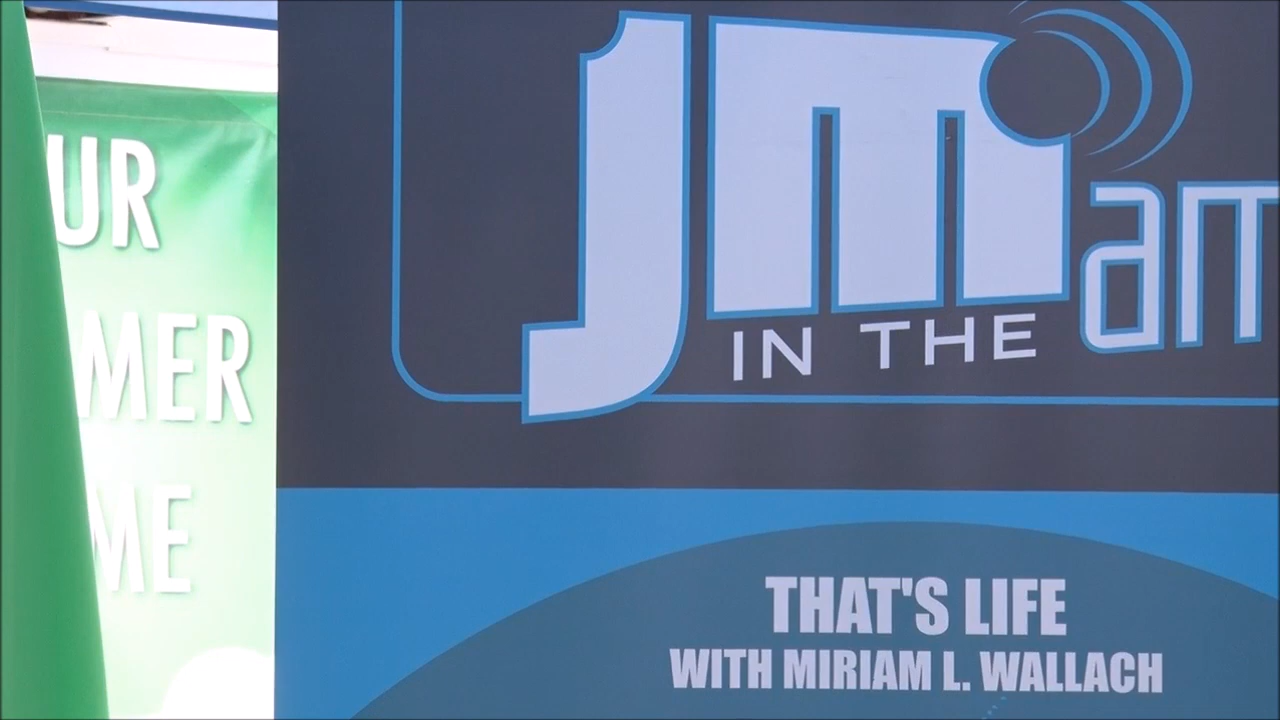 UR
MER
ME
JM
IN THE
am
THAT'S LIFE
WITH MIRIAM L. WALLACH